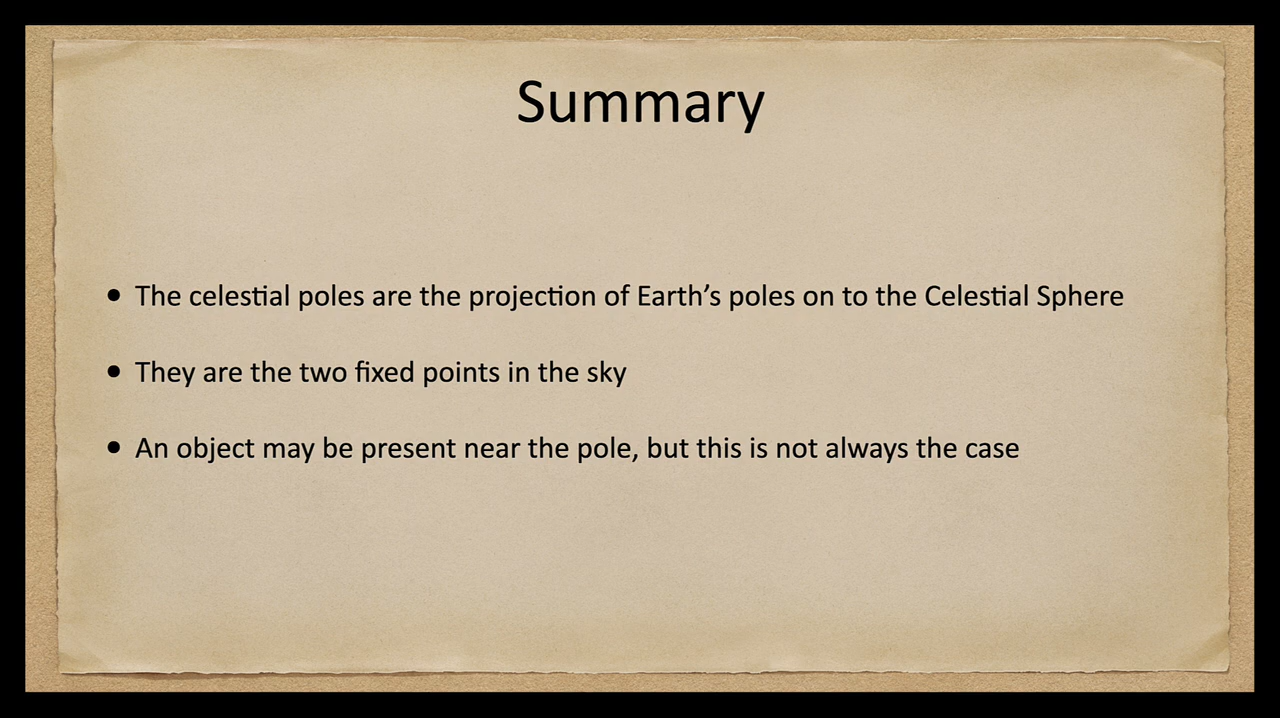 Summary
• The celestial poles are the projection of Earth’s poles on to the Celestial Sphere
• They are the two fixed points in the sky
• An object may be present near the pole, but this is not always the case